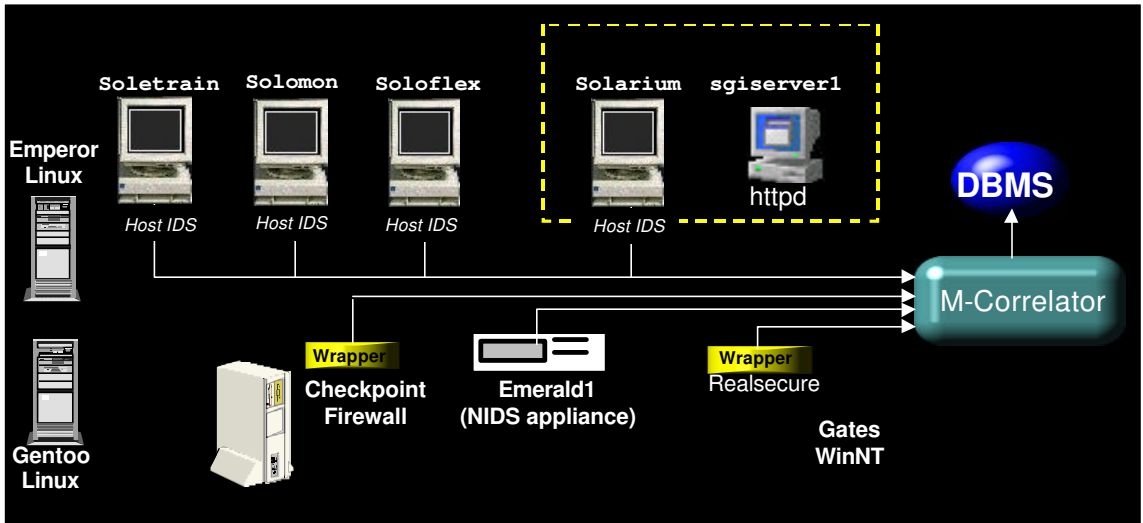 Soletrain
Solomon
Soloflex
Solarium
sgiserver1
Emperor
Linux
httpd
Host IDS
Host IDS
Host IDS
Host IDS
DBMS
M-Correlator
Wrapper
Checkpoint
Firewall
Emerald1
(NIDS appliance)
Wrapper
Realsecure
Gates
WinNT
Gentoo
Linux